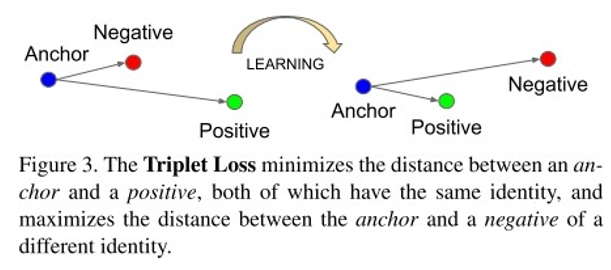 Negative
Anchor
LEARNING
Positive
Negative
Anchor
Positive
Figure 3. The Triplet Loss minimizes the distance between an an-
chor and a positive, both of which have the same identity, and
maximizes the distance between the anchor and a negative of a
different identity.